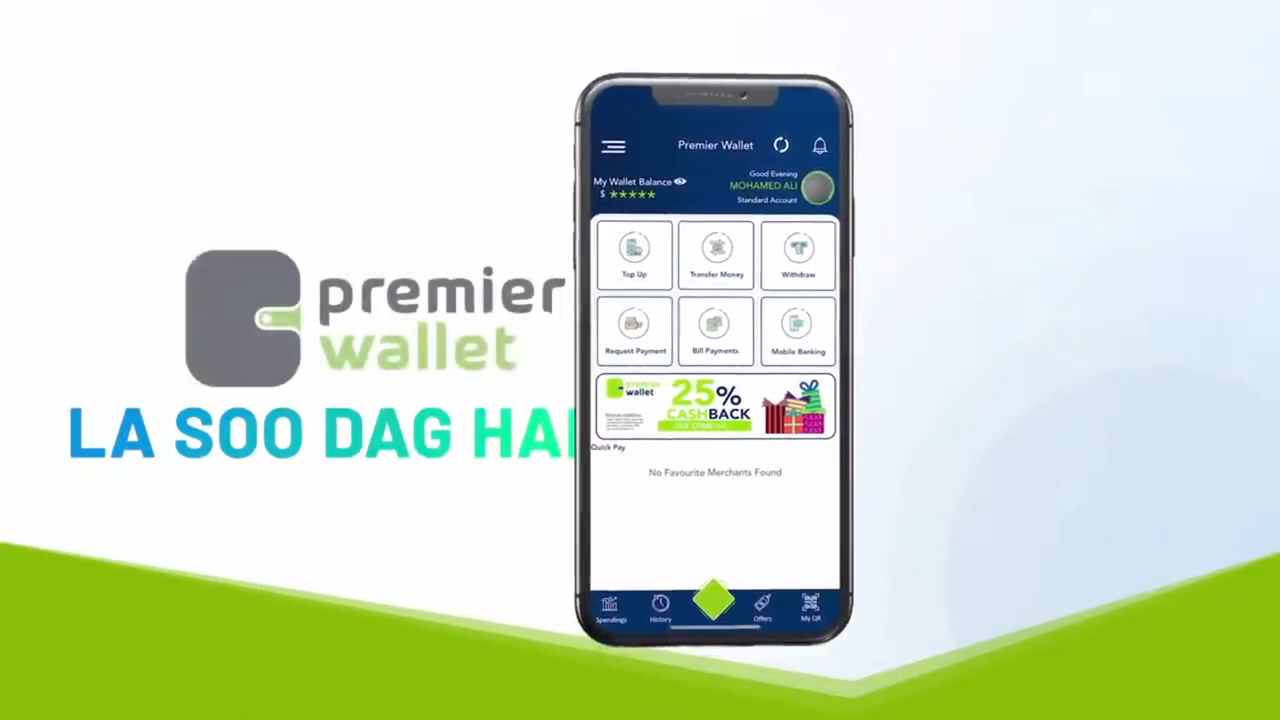 premier
wallet
LA SOO DAG HA
Premier Wallet
My Wallet Balance
$ ★★★★★
Good Evening
MOHAMED ALI
Standard Account
Top Up
Transfer Money
Withdraw
Request Payment
Bill Payments
Mobile Banking
premier
wallet
25%
CASHBACK
Quick Pay
No Favourite Merchants Found
Spendings
History
Offers
My QR